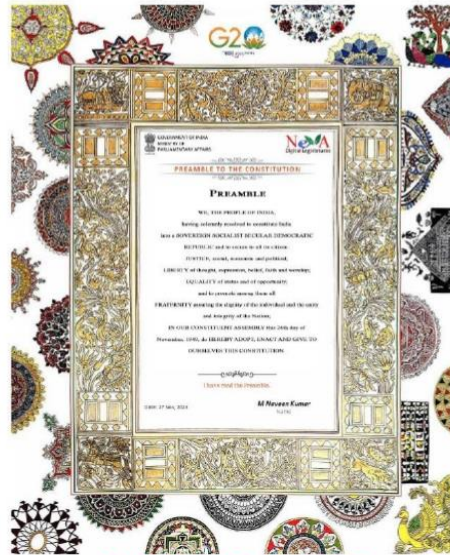 G20
GOVERNMENT OF INDIA
MINISTRY OF
PARLIAMENTARY AFFAIRS
NeVA
Digital Legislatures
PREAMBLE TO THE CONSTITUTION
PREAMBLE
WE, THE PEOPLE OF INDIA,
having solemnly resolved to constitute India
into a SOVEREIGN SOCIALIST SECULAR DEMOCRATIC
REPUBLIC and to secure to all its citizens
JUSTICE, social, economic and political;
LIBERTY of thought, expression, belief, faith and worship;
EQUALITY of status and of opportunity;
and to promote among them all
FRATERNITY assuring the dignity of the individual and the unity
and integrity of the Nation;
IN OUR CONSTITUENT ASSEMBLY this 26th day of
November, 1949, do HEREBY ADOPT, ENACT AND GIVE TO
OURSELVES THIS CONSTITUTION
I have read the Preamble.
M Naveen Kumar